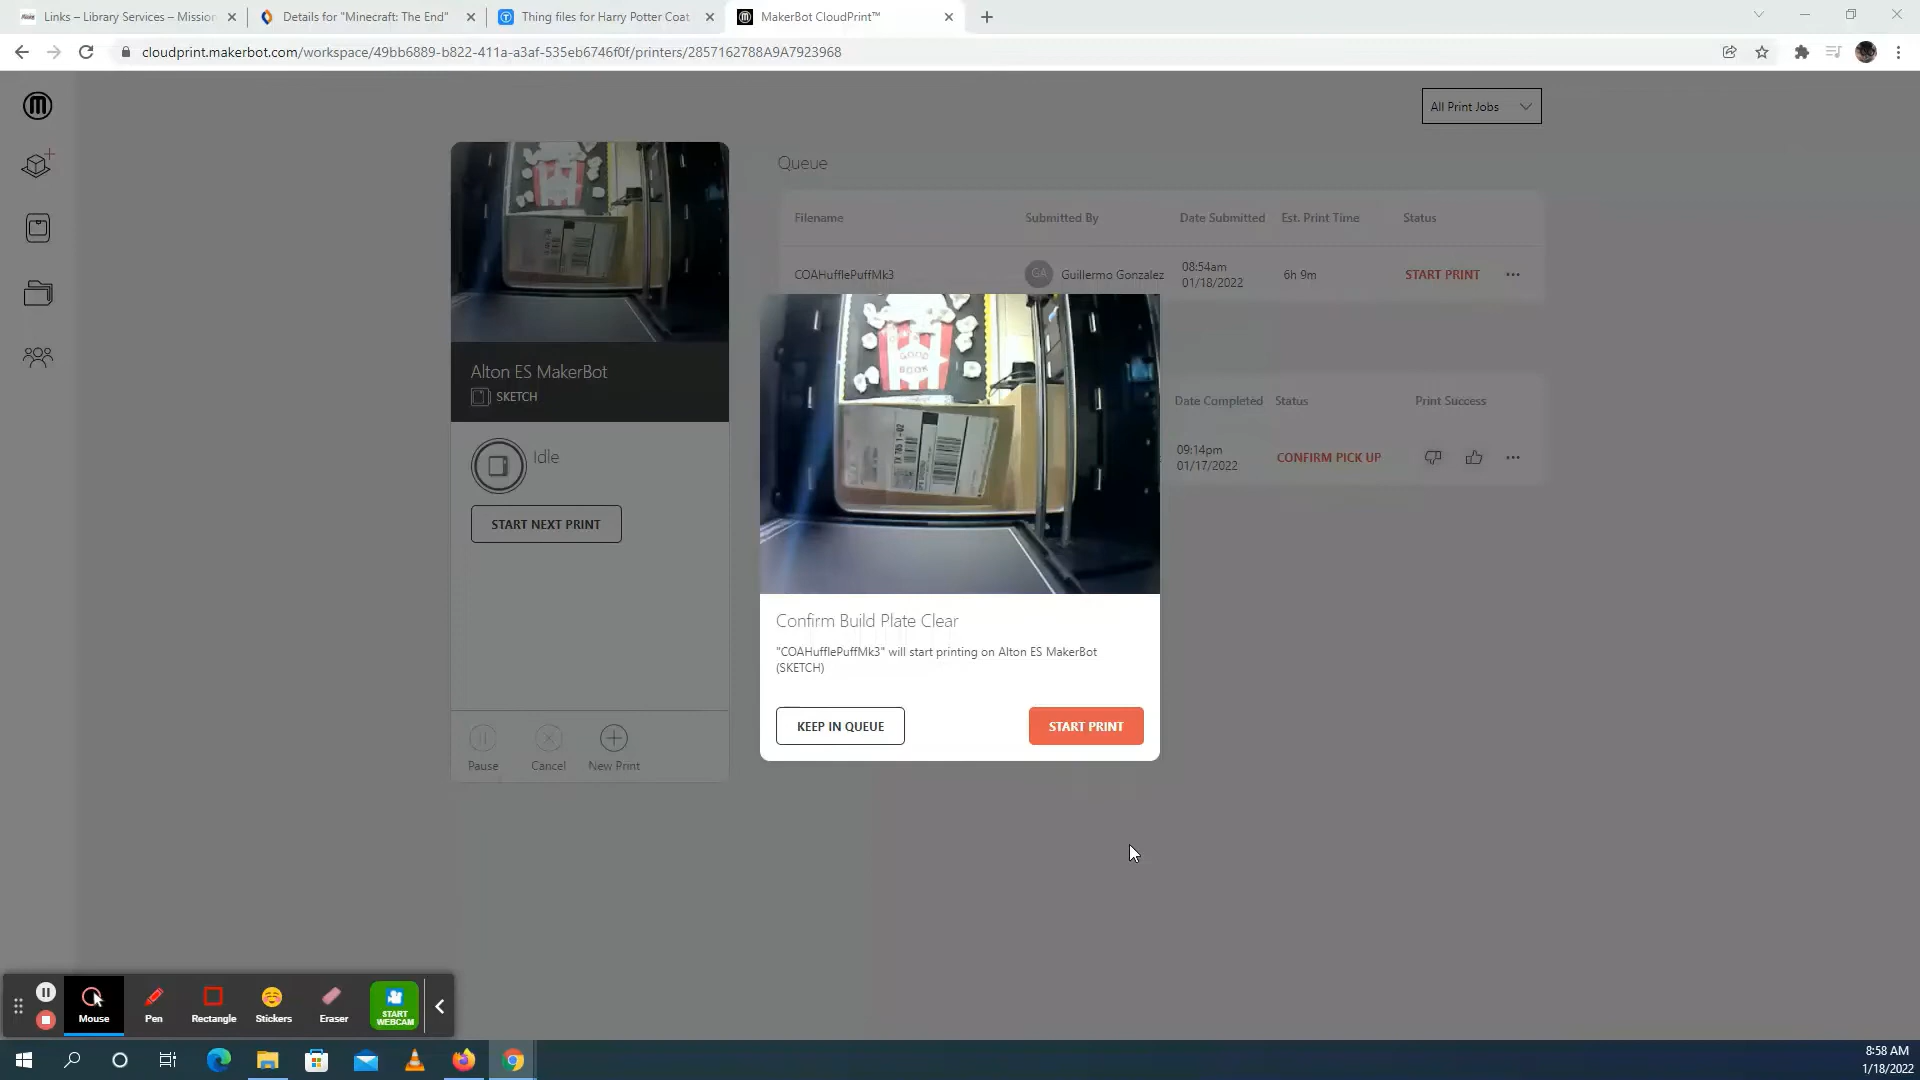 Links – Library Services – Mission
Details for "Minecraft: The End"
Thing files for Harry Potter Coat
MakerBot CloudPrint™
cloudprint.makerbot.com/workspace/49bb6889-b822-411a-a3af-535eb6746f0f/printers/2857162788A9A7923968
All Print Jobs
Queue
Filename
Submitted By
Date Submitted
Est. Print Time
Status
COAHufflePuffMk3
GA
Guillermo Gonzalez
08:54am
01/18/2022
6h 9m
START PRINT
Alton ES MakerBot
SKETCH
Idle
START NEXT PRINT
Pause
Cancel
New Print
Date Completed
Status
Print Success
09:14pm
01/17/2022
CONFIRM PICK UP
GOOD
BOOK
Confirm Build Plate Clear
"COAHufflePuffMk3" will start printing on Alton ES MakerBot
(SKETCH)
KEEP IN QUEUE
START PRINT
Mouse
Pen
Rectangle
Stickers
Eraser
START
WEBCAM
8:58 AM
1/18/2022